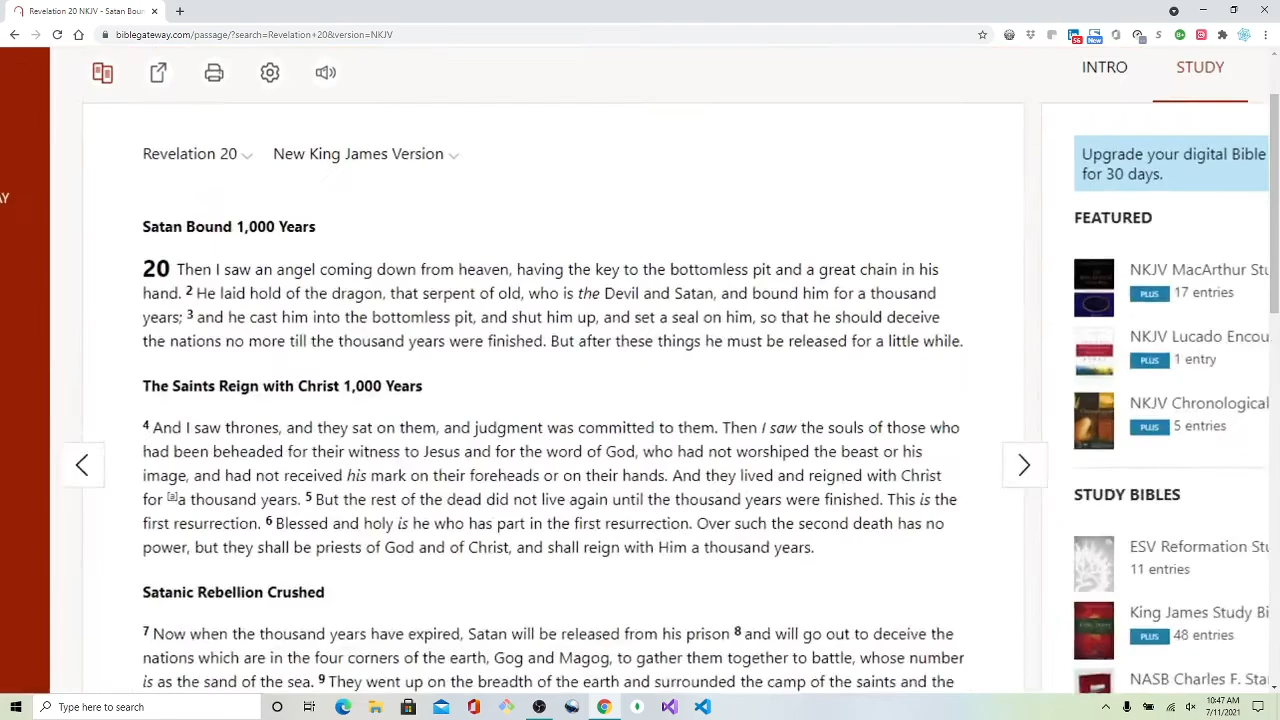 Revelation 20 NKJV - Satan Bou
biblegateway.com/passage/?search=Revelation+20&version=NKJV
56
New
INTRO
STUDY
AY
Revelation 20
New King James Version
Upgrade your digital Bible
for 30 days.
Satan Bound 1,000 Years
20 Then I saw an angel coming down from heaven, having the key to the bottomless pit and a great chain in his
hand. 2 He laid hold of the dragon, that serpent of old, who is the Devil and Satan, and bound him for a thousand
years; 3 and he cast him into the bottomless pit, and shut him up, and set a seal on him, so that he should deceive
the nations no more till the thousand years were finished. But after these things he must be released for a little while.
The Saints Reign with Christ 1,000 Years
4 And I saw thrones, and they sat on them, and judgment was committed to them. Then I saw the souls of those who
had been beheaded for their witness to Jesus and for the word of God, who had not worshiped the beast or his
image, and had not received his mark on their foreheads or on their hands. And they lived and reigned with Christ
for [a]a thousand years. 5 But the rest of the dead did not live again until the thousand years were finished. This is the
first resurrection. 6 Blessed and holy is he who has part in the first resurrection. Over such the second death has no
power, but they shall be priests of God and of Christ, and shall reign with Him a thousand years.
Satanic Rebellion Crushed
7 Now when the thousand years have expired, Satan will be released from his prison 8 and will go out to deceive the
nations which are in the four corners of the earth, Gog and Magog, to gather them together to battle, whose number
is as the sand of the sea. 9 They went up on the breadth of the earth and surrounded the camp of the saints and the
FEATURED
NKJV MacArthur Stu
PLUS 17 entries
NKJV Lucado Encou
PLUS 1 entry
NKJV Chronological
PLUS 5 entries
STUDY BIBLES
ESV Reformation Stu
11 entries
King James Study Bi
PLUS 48 entries
NASB Charles F. Star
Type here to search
10:47 AM
7/11/2021